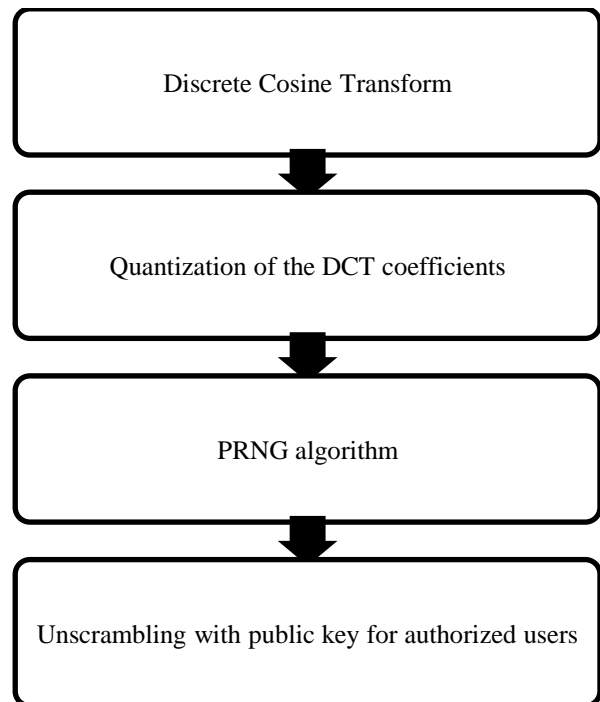 Discrete Cosine Transform
Quantization of the DCT coefficients
PRNG algorithm
Unscrambling with public key for authorized users